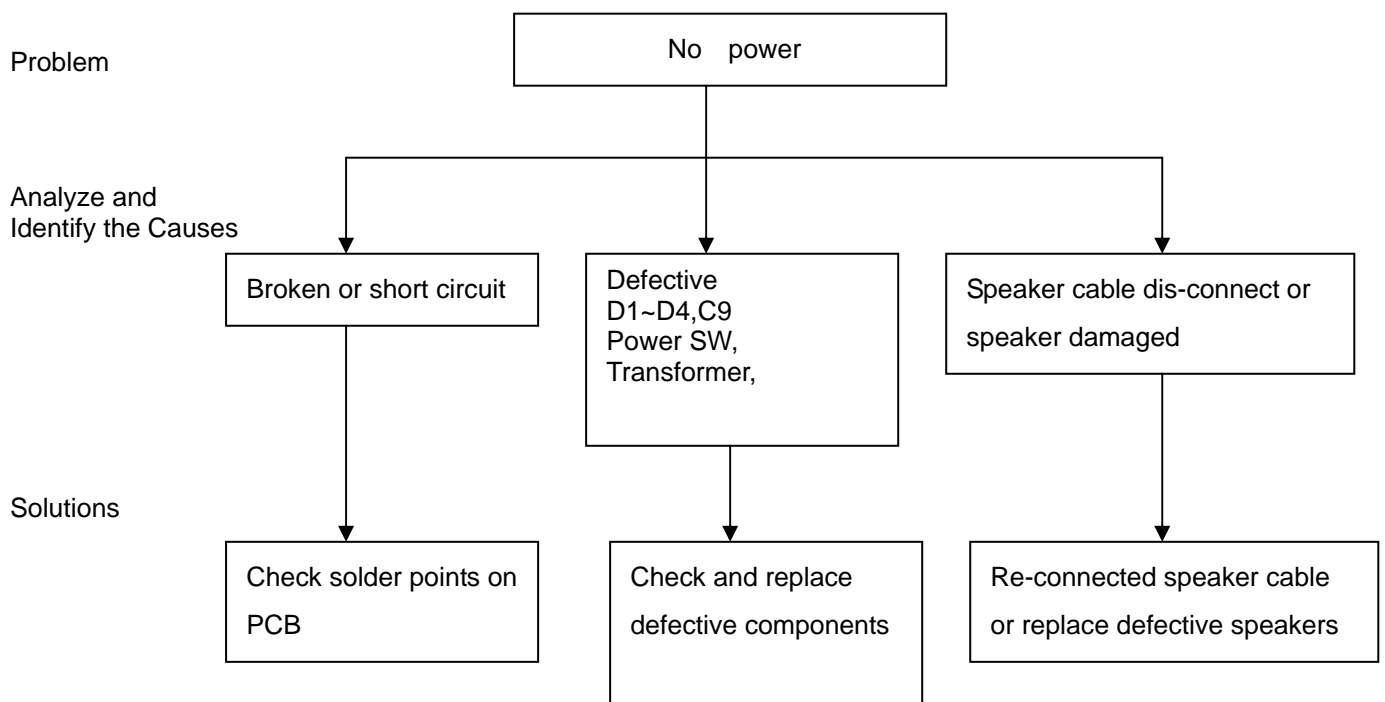 Problem
No power
Analyze and
Identify the Causes
Broken or short circuit
Defective
D1~D4,C9
Power SW,
Transformer,
Speaker cable dis-connect or
speaker damaged
Solutions
Check solder points on
PCB
Check and replace
defective components
Re-connected speaker cable
or replace defective speakers